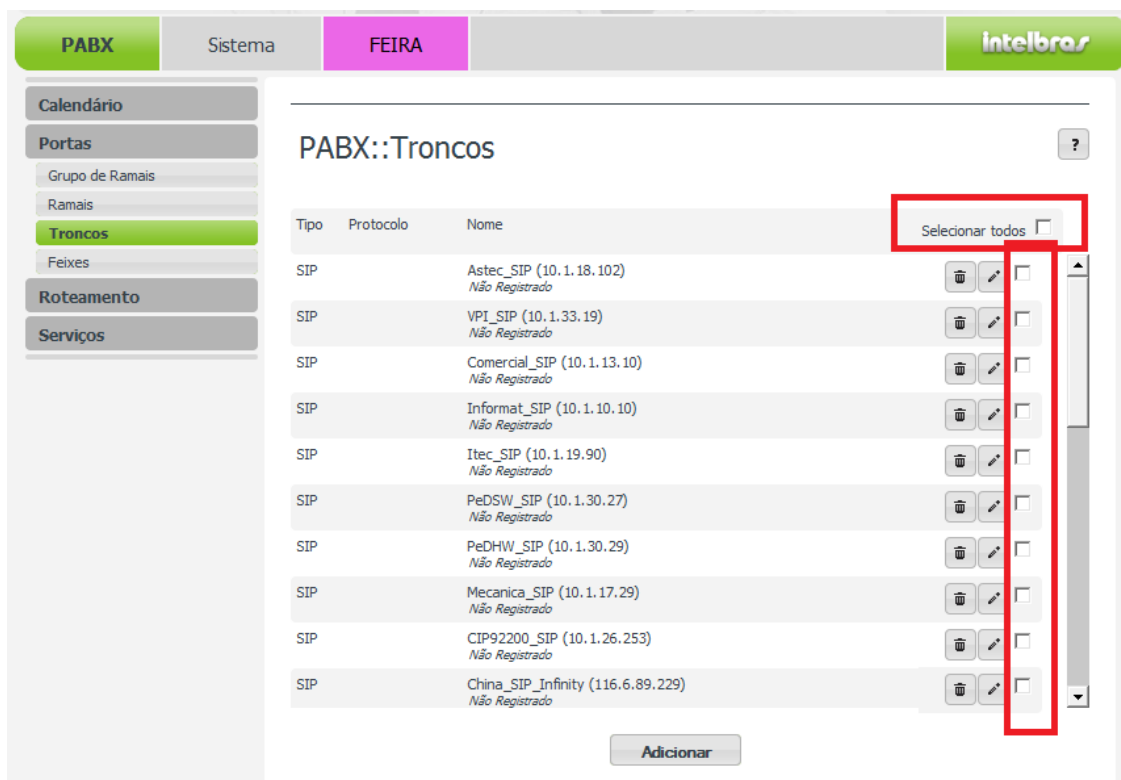 PABX
Sistema
FEIRA
intelbras
Calendário
Portas
Grupo de Ramais
Ramais
Troncos
Feixes
Roteamento
Serviços
PABX::Troncos
?
Tipo Protocolo Nome Selecionar todos
SIP Astec_SIP (10.1.18.102)
Não Registrado
SIP VPI_SIP (10.1.33.19)
Não Registrado
SIP Comercial_SIP (10.1.13.10)
Não Registrado
SIP Informat_SIP (10.1.10.10)
Não Registrado
SIP Itec_SIP (10.1.19.90)
Não Registrado
SIP PeDSW_SIP (10.1.30.27)
Não Registrado
SIP PeDHW_SIP (10.1.30.29)
Não Registrado
SIP Mecanica_SIP (10.1.17.29)
Não Registrado
SIP CIP92200_SIP (10.1.26.253)
Não Registrado
SIP China_SIP_Infinity (116.6.89.229)
Não Registrado
Adicionar